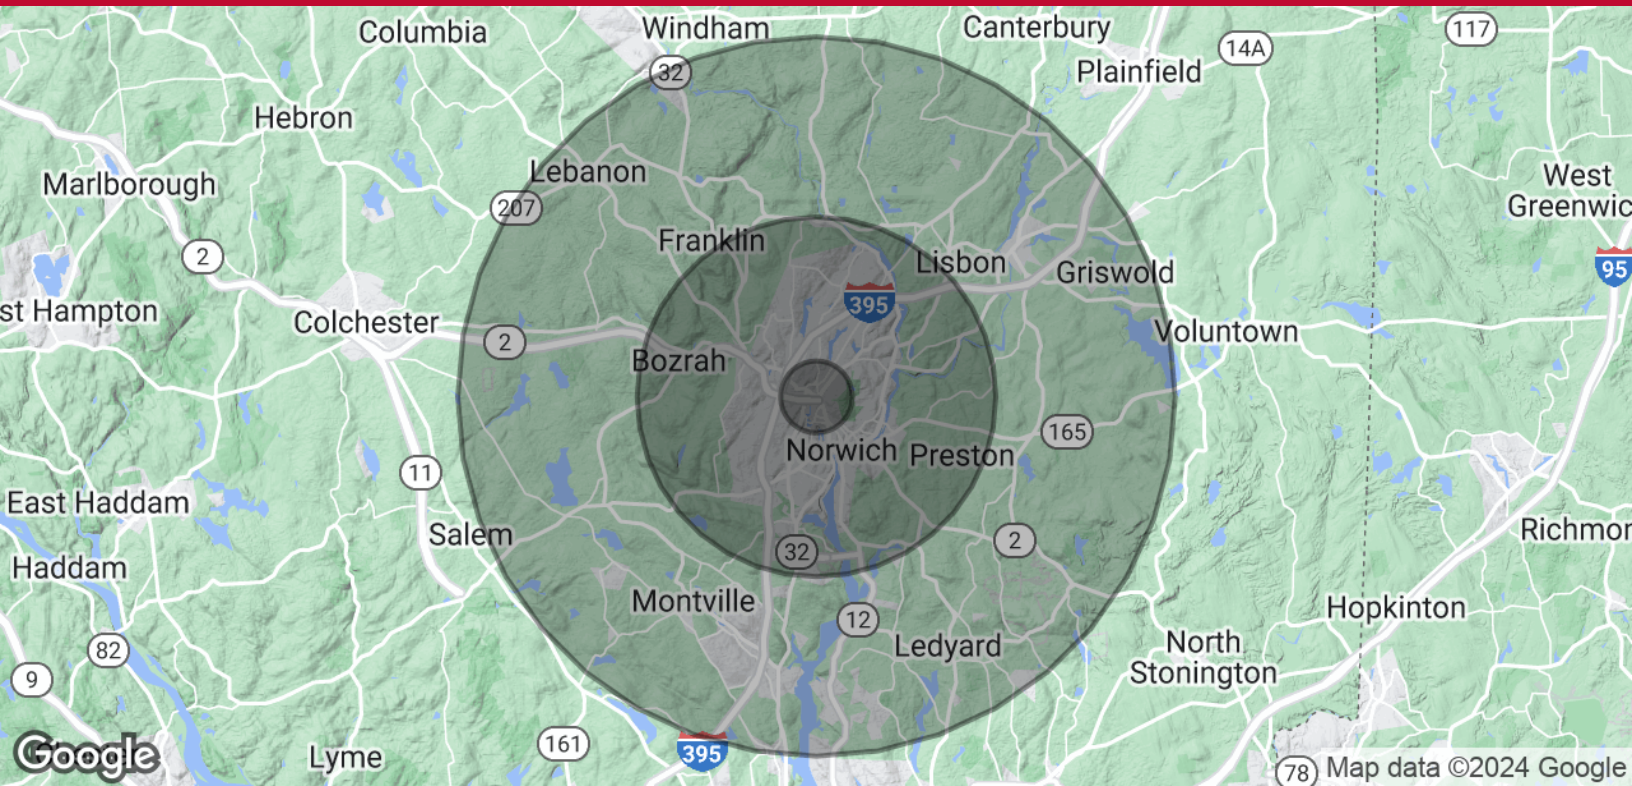 Columbia
Windham
Canterbury
117
14A
32
Plainfield
Hebron
Lebanon
Marlborough
West
Greenwic
207
Franklin
2
Lisbon
Griswold
95
395
st Hampton
Colchester
2
Voluntown
Bozrah
165
Norwich
Preston
11
East Haddam
Salem
2
Richmor
32
Haddam
Montville
12
Hopkinton
Ledyard
North
Stonington
82
9
161
395
Lyme
Google
78
Map data ©2024 Google